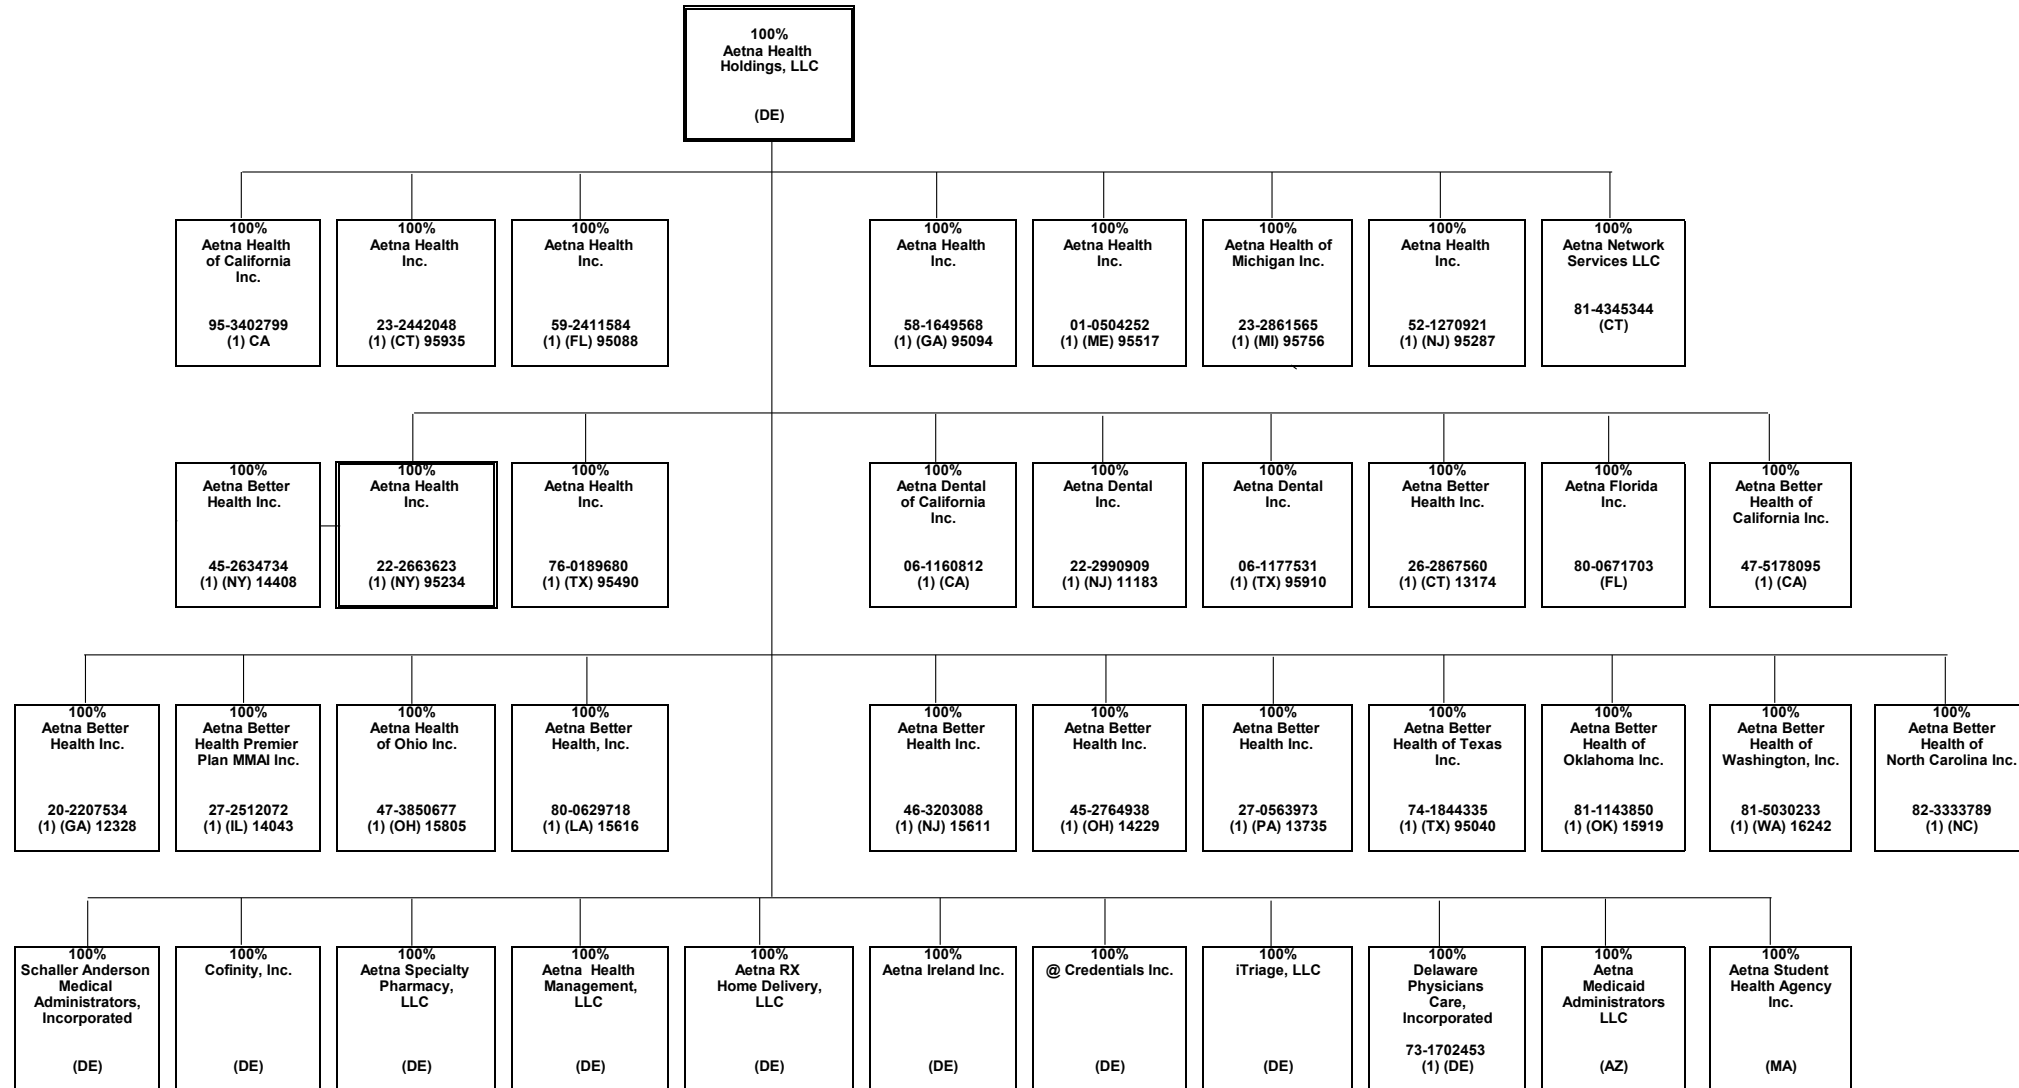 100%
Aetna Health
Holdings, LLC
(DE)
100%
Aetna Health
of California
Inc.
95-3402799
(1) CA
100%
Aetna Health
Inc.
23-2442048
(1) (CT) 95935
100%
Aetna Health
Inc.
59-2411584
(1) (FL) 95088
100%
Aetna Health
Inc.
58-1649568
(1) (GA) 95094
100%
Aetna Health
Inc.
01-0504252
(1) (ME) 95517
100%
Aetna Health of
Michigan Inc.
23-2861565
(1) (MI) 95756
100%
Aetna Health
Inc.
52-1270921
(1) (NJ) 95287
100%
Aetna Network
Services LLC
81-4345344
(CT)
100%
Aetna Better
Health Inc.
45-2634734
(1) (NY) 14408
100%
Aetna Health
Inc.
22-2663623
(1) (NY) 95234
100%
Aetna Health
Inc.
76-0189680
(1) (TX) 95490
100%
Aetna Dental
of California
Inc.
06-1160812
(1) (CA)
100%
Aetna Dental
Inc.
22-2990909
(1) (NJ) 11183
100%
Aetna Dental
Inc.
06-1177531
(1) (TX) 95910
100%
Aetna Better
Health Inc.
26-2867560
(1) (CT) 13174
100%
Aetna Florida
Inc.
80-0671703
(FL)
100%
Aetna Better
Health of
California Inc.
47-5178095
(1) (CA)
100%
Aetna Better
Health Inc.
20-2207534
(1) (GA) 12328
100%
Aetna Better
Health Premier
Plan MMAI Inc.
27-2512072
(1) (IL) 14043
100%
Aetna Health
of Ohio Inc.
47-3850677
(1) (OH) 15805
100%
Aetna Better
Health, Inc.
80-0629718
(1) (LA) 15616
100%
Aetna Better
Health Inc.
46-3203088
(1) (NJ) 15611
100%
Aetna Better
Health Inc.
45-2764938
(1) (OH) 14229
100%
Aetna Better
Health Inc.
27-0563973
(1) (PA) 13735
100%
Aetna Better
Health of Texas
Inc.
74-1844335
(1) (TX) 95040
100%
Aetna Better
Health of
Oklahoma Inc.
81-1143850
(1) (OK) 15919
100%
Aetna Better
Health of
Washington, Inc.
81-5030233
(1) (WA) 16242
100%
Aetna Better
Health of
North Carolina Inc.
82-3333789
(1) (NC)
100%
Schaller Anderson
Medical
Administrators,
Incorporated
(DE)
100%
Cofinity, Inc.
(DE)
100%
Aetna Specialty
Pharmacy,
LLC
(DE)
100%
Aetna Health
Management,
LLC
(DE)
100%
Aetna RX
Home Delivery,
LLC
(DE)
100%
Aetna Ireland Inc.
(DE)
100%
@ Credentials Inc.
(DE)
100%
iTriage, LLC
(DE)
100%
Delaware
Physicians
Care,
Incorporated
73-1702453
(1) (DE)
100%
Aetna
Medicaid
Administrators
LLC
(AZ)
100%
Aetna Student
Health Agency
Inc.
(MA)